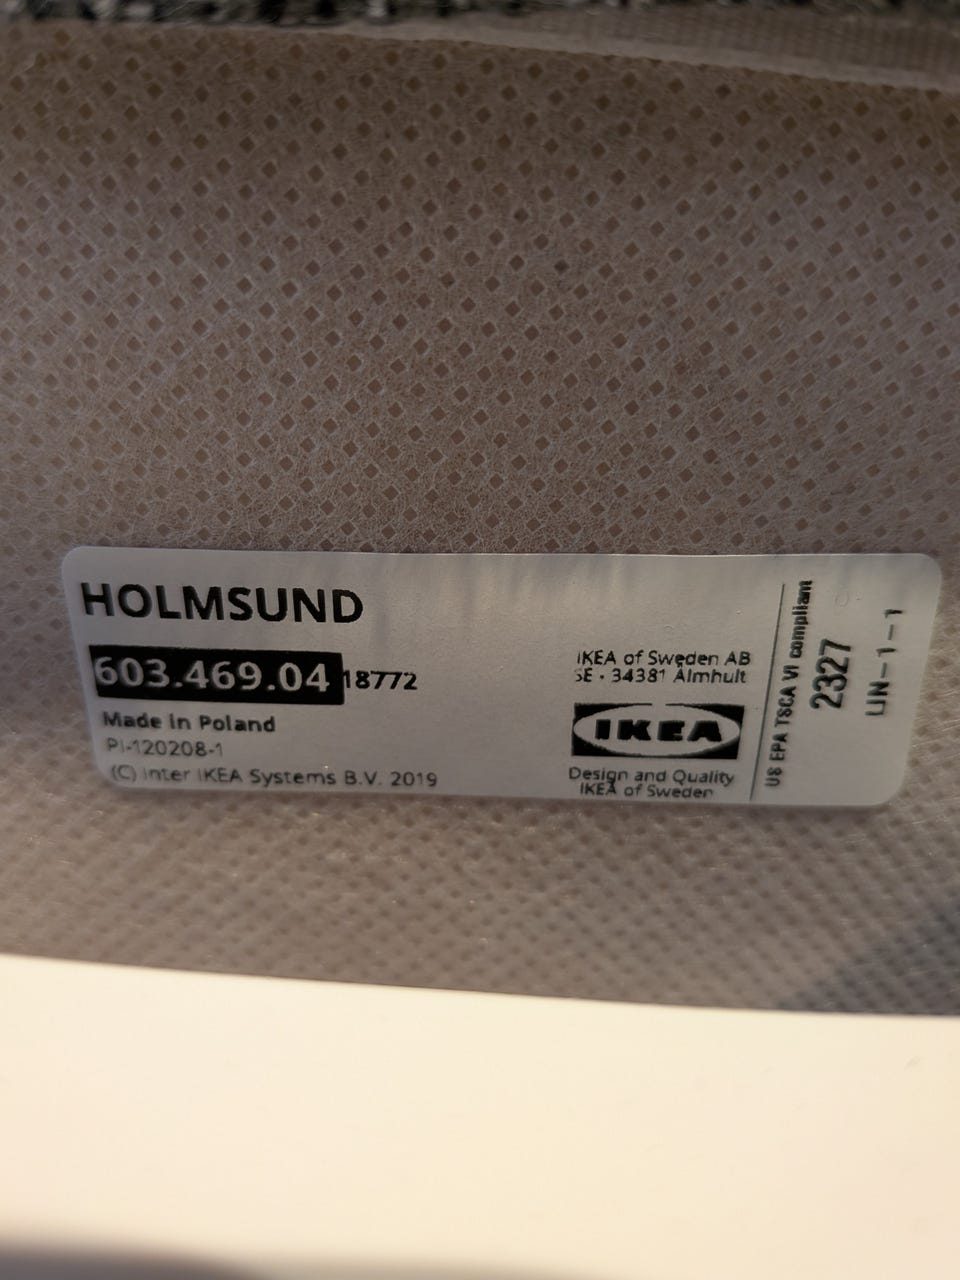 HOLMSUND
603.469.04 18772
Made in Poland
PI-120208-1
(C) Inter IKEA Systems B.V. 2019
IKEA of Sweden AB
SE - 34381 Älmhult
IKEA
Design and Quality
IKEA of Sweden
US EPA TSCA VI compliant
2327
LIN-1-1